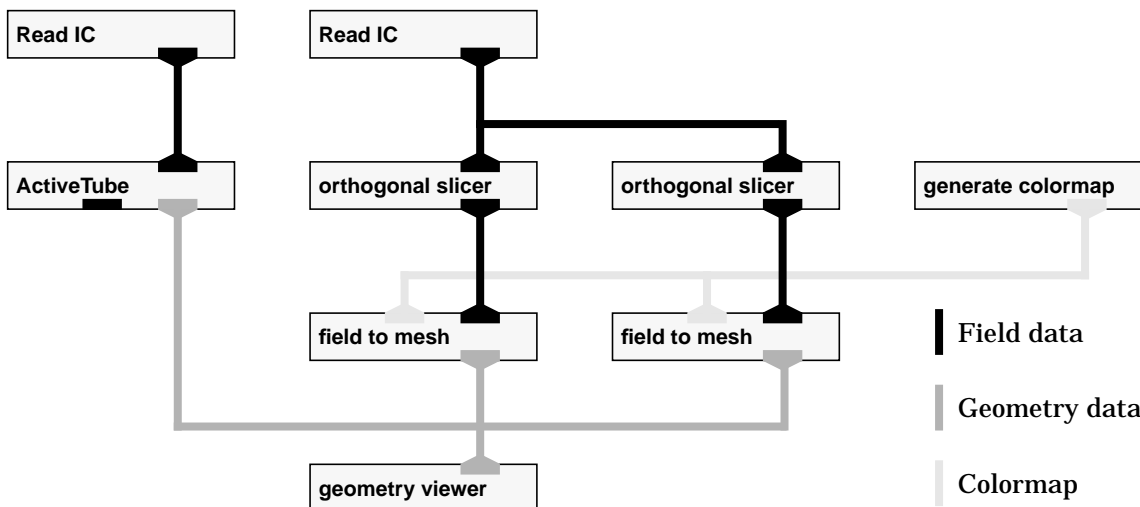 Read IC
Read IC
ActiveTube
orthogonal slicer
orthogonal slicer
generate colormap
field to mesh
field to mesh
Field data
Geometry data
geometry viewer
Colormap